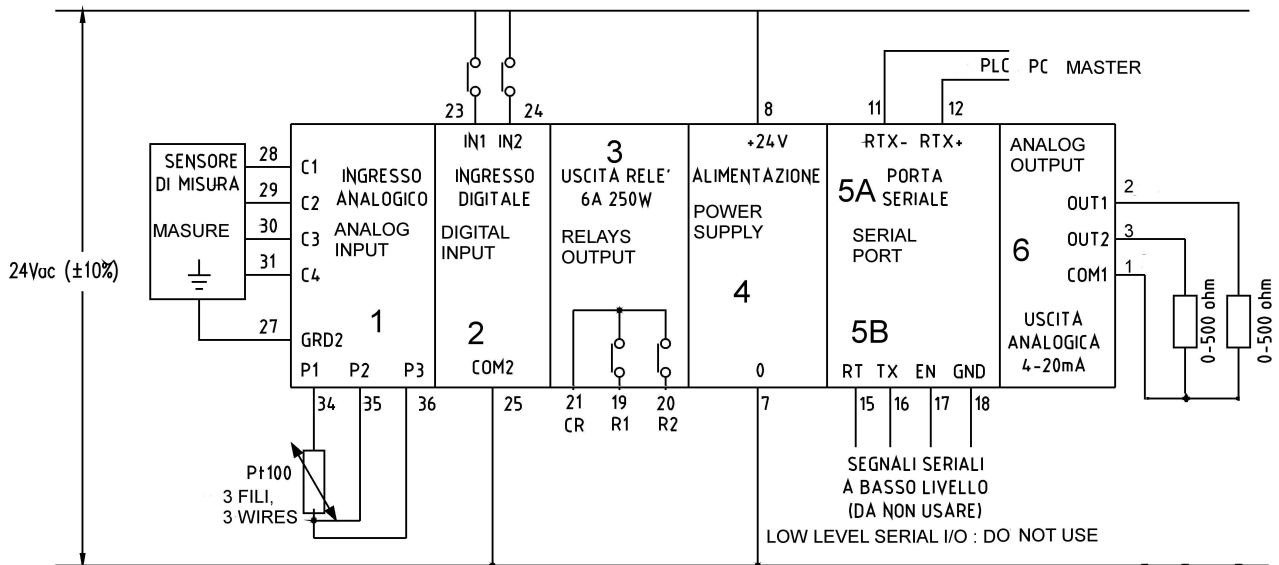 PLC PC MASTER
23 24 8 11 12
IN1 IN2
3
+24V
RTX- RTX+
ANALOG
OUTPUT
SENSORE
DI MISURA
MASURE
28
29
30
31
27
C1
C2
C3
C4
GRD2
INGRESSO
ANALOGICO
ANALOG
INPUT
1
P1 P2 P3
INGRESSO
DIGITALE
DIGITAL
INPUT
2
COM2
USCITA RELE'
6A 250W
RELAYS
OUTPUT
ALIMENTAZIONE
POWER
SUPPLY
4
0
5A
PORTA
SERIALE
SERIAL
PORT
5B
RT TX EN GND
OUT1
OUT2
COM1
6
USCITA
ANALOGICA
4-20mA
2
3
1
0-500 ohm
0-500 ohm
24Vac (±10%)
34 35 36 25
21 19 20
CR R1 R2
7
15 16 17 18
Pt100
3 FILI,
3 WIRES
SEGNALI SERIALI
A BASSO LIVELLO
(DA NON USARE)
LOW LEVEL SERIAL I/O : DO NOT USE